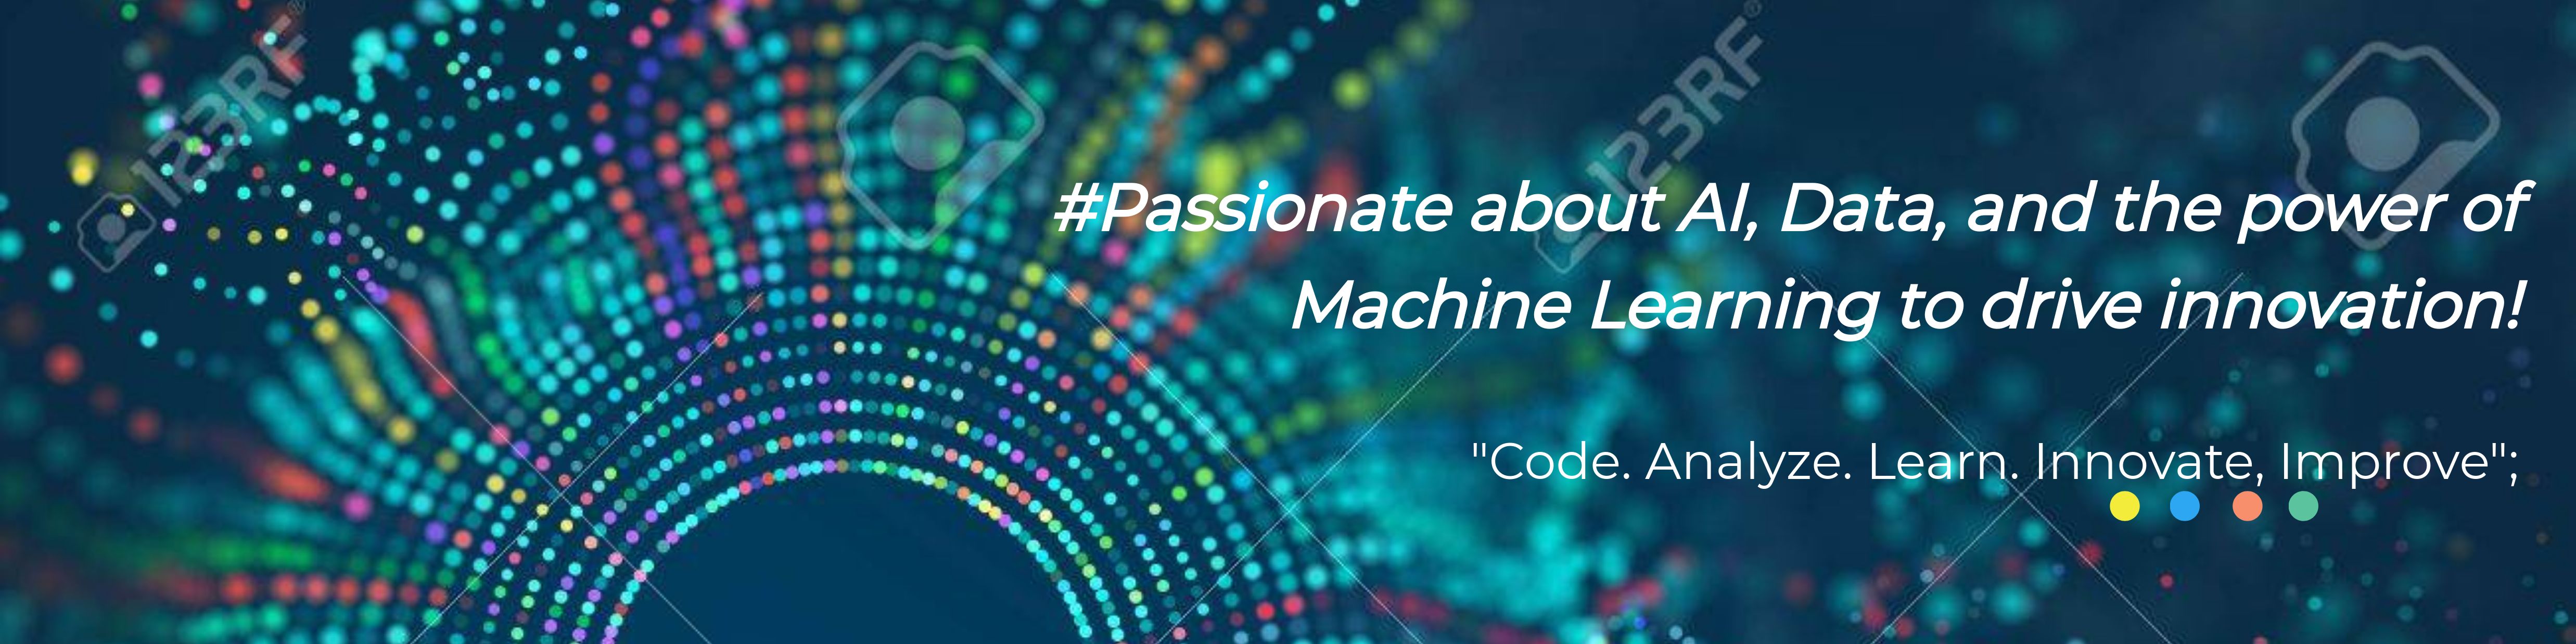 123RF®
123RF®
#Passionate about AI, Data, and the power of
Machine Learning to drive innovation!
"Code. Analyze. Learn. Innovate, Improve";